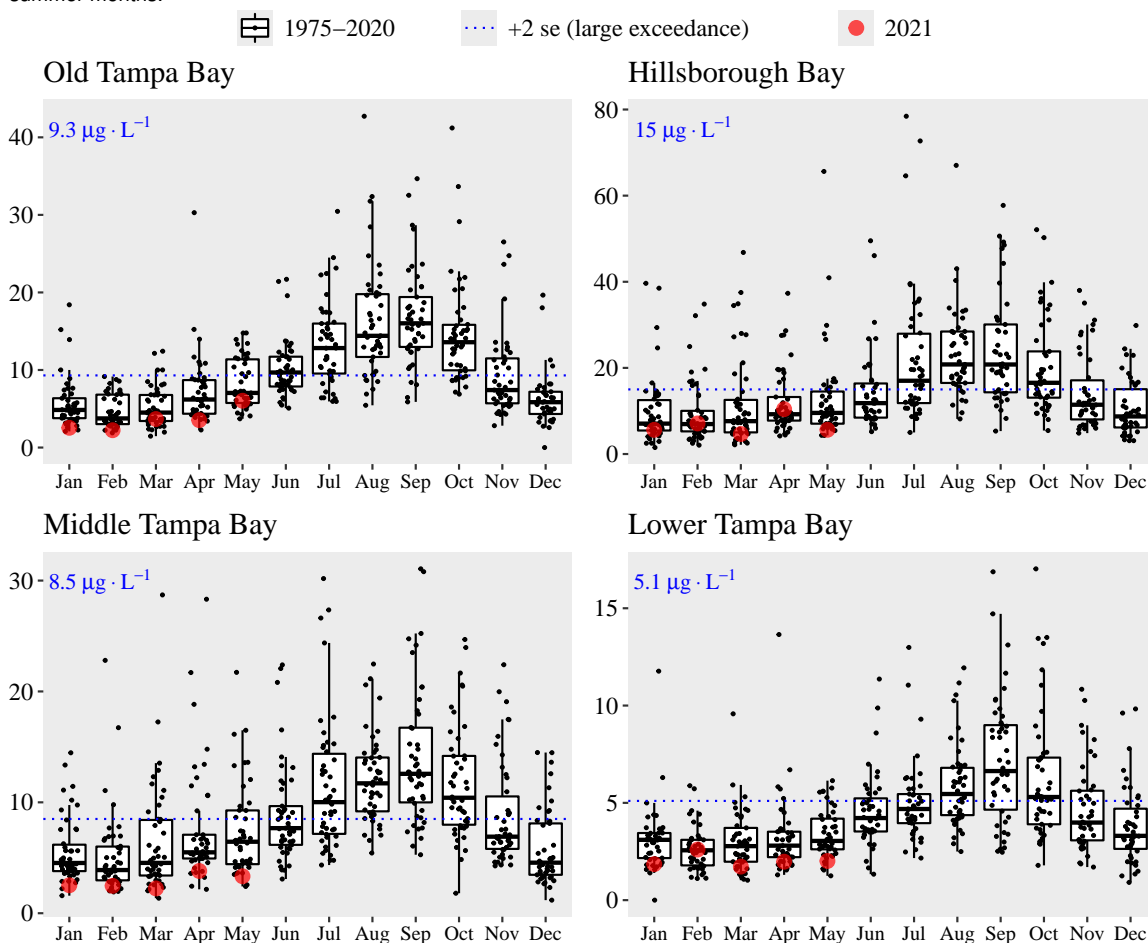 summer months.
1975−2020 +2 se (large exceedance) 2021
Old Tampa Bay
9.3 µg · L−1
40
30
20
10
0
Jan Feb Mar Apr May Jun Jul Aug Sep Oct Nov Dec
Hillsborough Bay
15 µg · L−1
80
60
40
20
0
Jan Feb Mar Apr May Jun Jul Aug Sep Oct Nov Dec
Middle Tampa Bay
8.5 µg · L−1
30
20
10
0
Jan Feb Mar Apr May Jun Jul Aug Sep Oct Nov Dec
Lower Tampa Bay
5.1 µg · L−1
15
10
5
0
Jan Feb Mar Apr May Jun Jul Aug Sep Oct Nov Dec